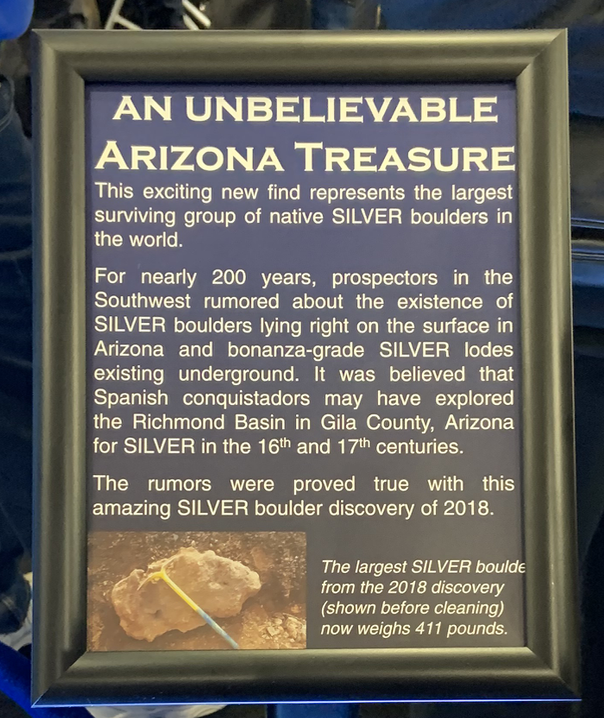 AN UNBELIEVABLE
ARIZONA TREASURE
This exciting new find represents the largest
surviving group of native SILVER boulders in
the world.
For nearly 200 years, prospectors in the
Southwest rumored about the existence of
SILVER boulders lying right on the surface in
Arizona and bonanza-grade SILVER lodes
existing underground. It was believed that
Spanish conquistadors may have explored
the Richmond Basin in Gila County, Arizona
for SILVER in the 16th and 17th centuries.
The rumors were proved true with this
amazing SILVER boulder discovery of 2018.
The largest SILVER boulde
from the 2018 discovery
(shown before cleaning)
now weighs 411 pounds.